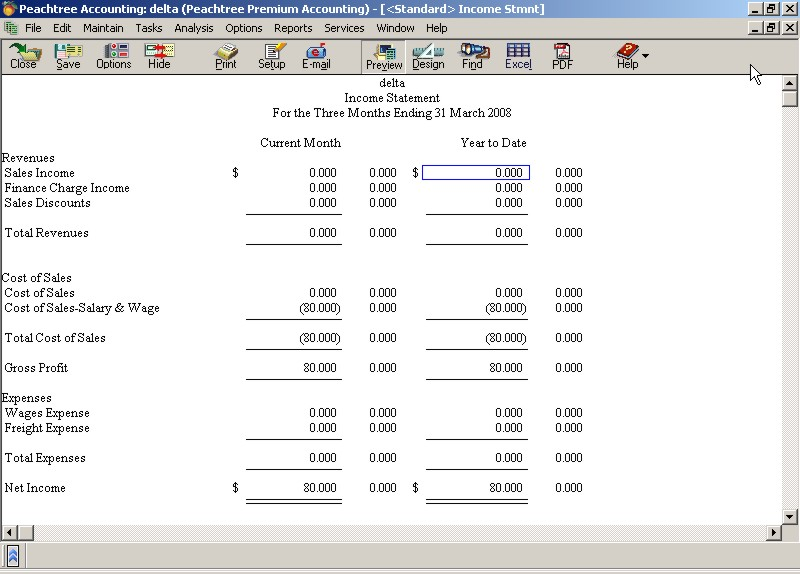 Peachtree Accounting: delta (Peachtree Premium Accounting) - [<Standard> Income Stmnt]
File Edit Maintain Tasks Analysis Options Reports Services Window Help
Close Save Options Hide Print Setup E-mail Preview Design Find Excel PDF Help
delta
Income Statement
For the Three Months Ending 31 March 2008
Current Month Year to Date
Revenues
Sales Income $ 0.000 0.000 $ 0.000 0.000
Finance Charge Income 0.000 0.000 0.000 0.000
Sales Discounts 0.000 0.000 0.000 0.000
Total Revenues 0.000 0.000 0.000 0.000
Cost of Sales
Cost of Sales 0.000 0.000 0.000 0.000
Cost of Sales-Salary & Wage (80.000) 0.000 (80.000) 0.000
Total Cost of Sales (80.000) 0.000 (80.000) 0.000
Gross Profit 80.000 0.000 80.000 0.000
Expenses
Wages Expense 0.000 0.000 0.000 0.000
Freight Expense 0.000 0.000 0.000 0.000
Total Expenses 0.000 0.000 0.000 0.000
Net Income $ 80.000 0.000 $ 80.000 0.000